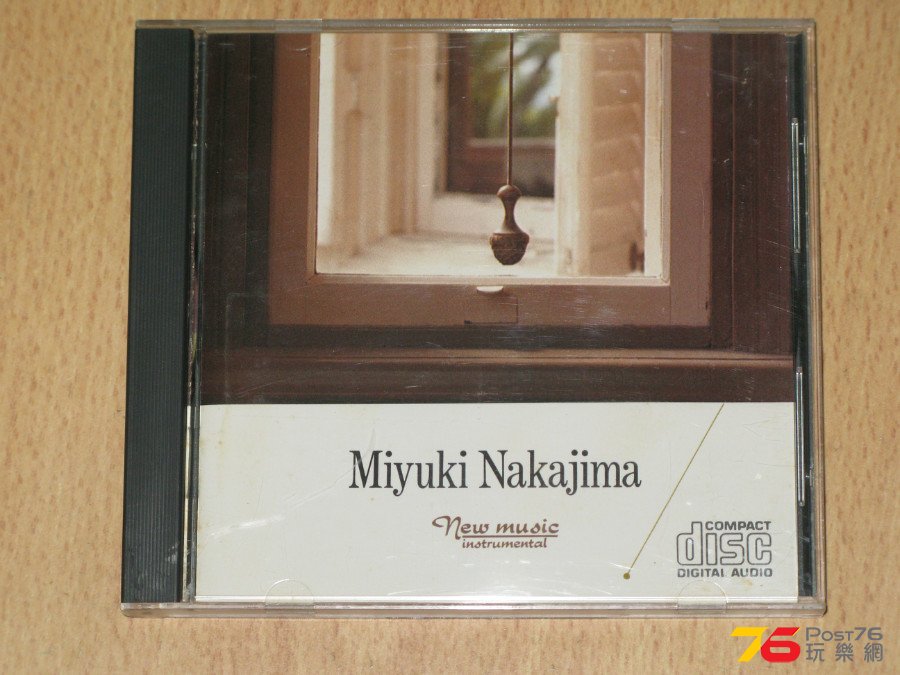 Miyuki Nakajima
New music
instrumental
COMPACT
disc
DIGITAL AUDIO
76 Post76
玩樂網